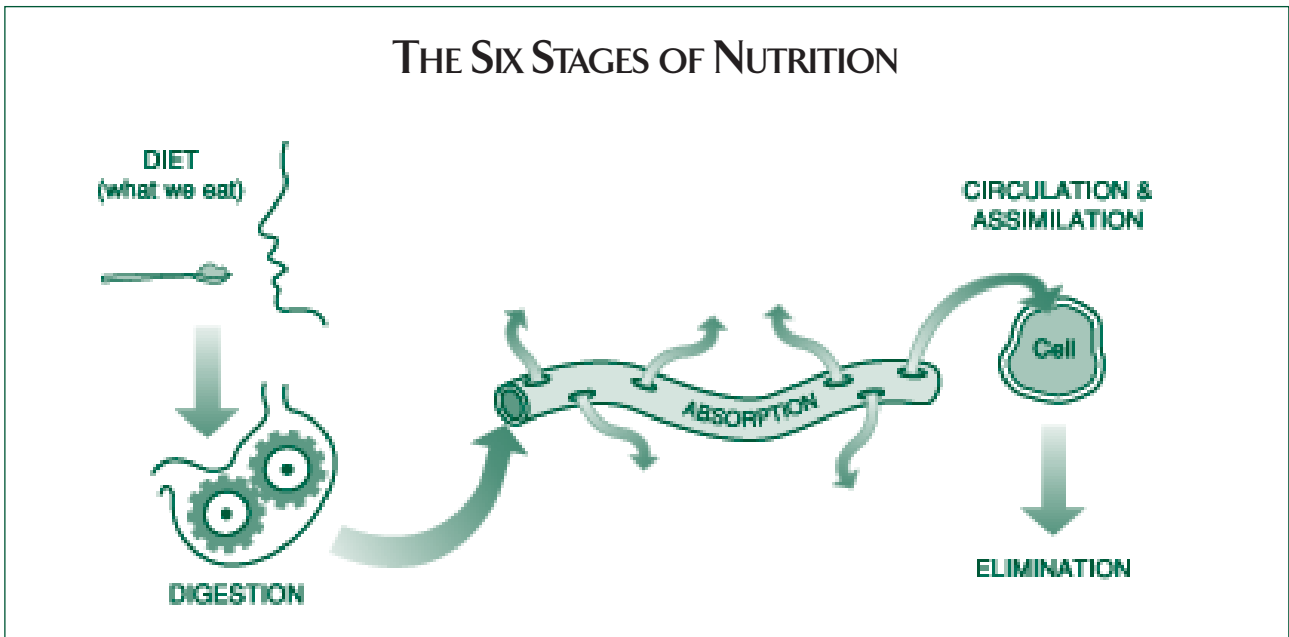 THE SIX STAGES OF NUTRITION
DIET
(what we eat)
DIGESTION
ABSORPTION
CIRCULATION &
ASSIMILATION
Cell
ELIMINATION